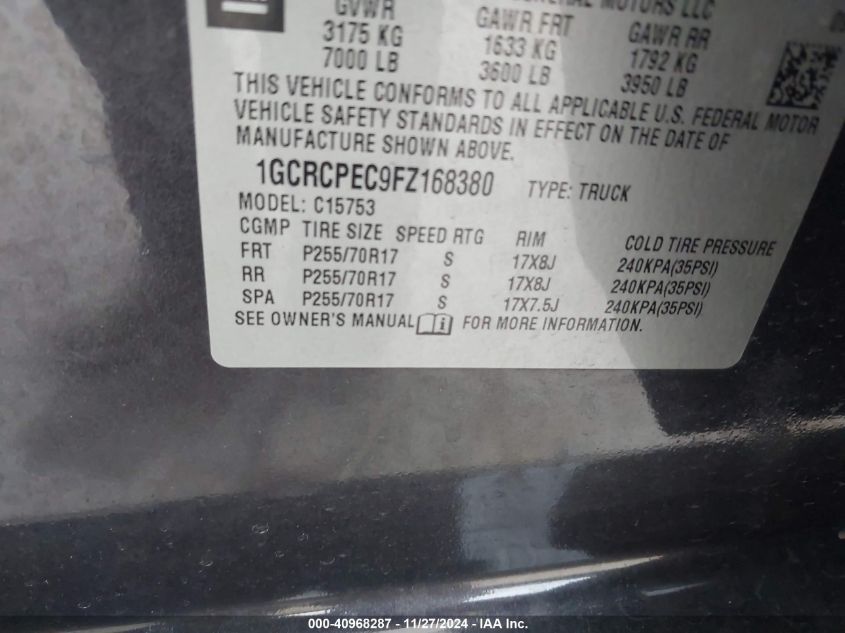 GENERAL MOTORS LLC
GVWR GAWR FRT GAWR RR
3175 KG 1633 KG 1792 KG
7000 LB 3600 LB 3950 LB
THIS VEHICLE CONFORMS TO ALL APPLICABLE U.S. FEDERAL MOTOR
VEHICLE SAFETY STANDARDS IN EFFECT ON THE DATE OF
MANUFACTURE SHOWN ABOVE.
1GCRCPEC9FZ168380 TYPE: TRUCK
MODEL: C15753
CGMP TIRE SIZE SPEED RTG RIM COLD TIRE PRESSURE
FRT P255/70R17 S 17X8J 240KPA(35PSI)
RR P255/70R17 S 17X8J 240KPA(35PSI)
SPA P255/70R17 S 17X7.5J 240KPA(35PSI)
SEE OWNER'S MANUAL FOR MORE INFORMATION.
000-40968287 - 11/27/2024 - IAA Inc.